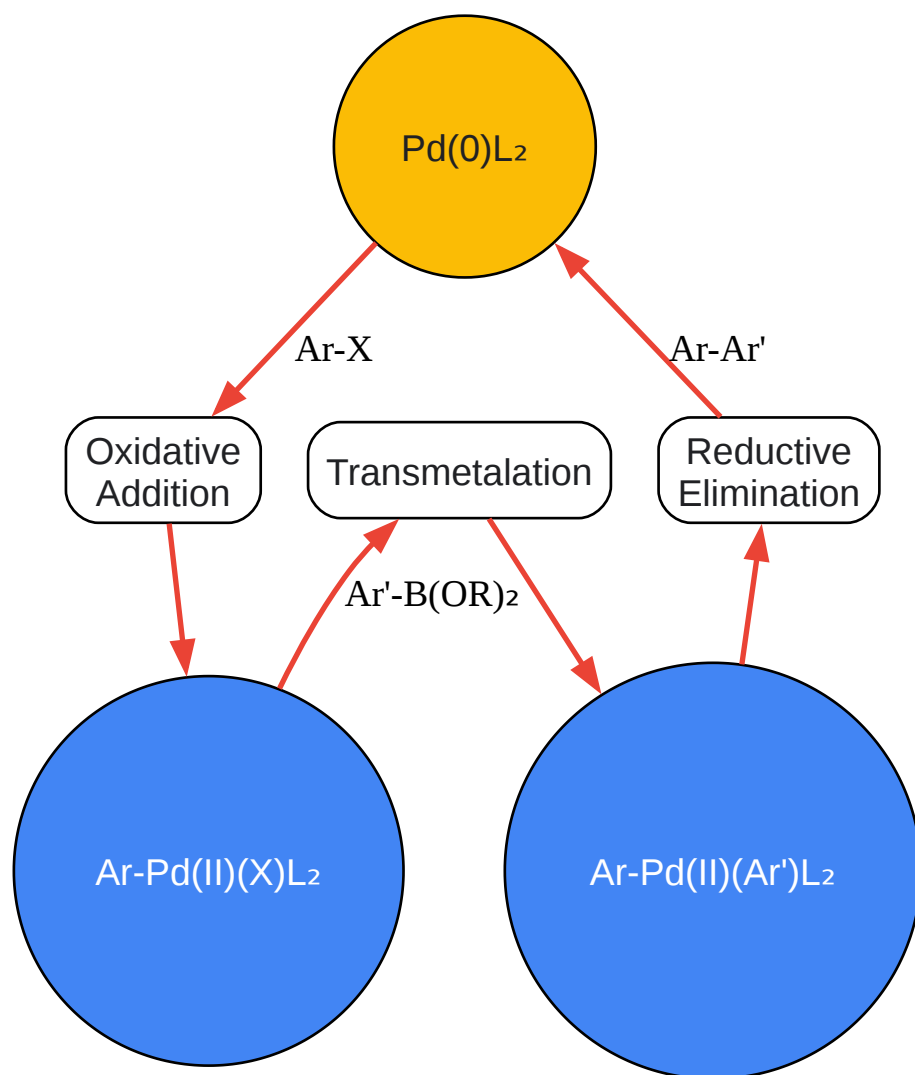 Pd(0)L₂
Ar-X
Ar-Ar'
Oxidative
Addition
Transmetalation
Reductive
Elimination
Ar'-B(OR)₂
Ar-Pd(II)(X)L₂
Ar-Pd(II)(Ar')L₂